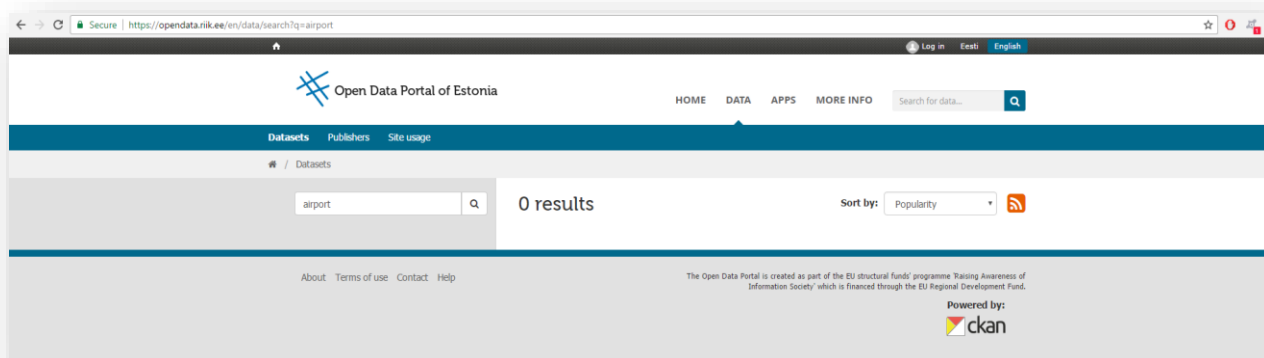 Secure | https://opendata.riik.ee/en/data/search?q=airport
Log in Eesti English
Open Data Portal of Estonia
HOME DATA APPS MORE INFO Search for data...
Datasets Publishers Site usage
/ Datasets
airport
0 results
Sort by: Popularity
About Terms of use Contact Help
The Open Data Portal is created as part of the EU structural funds' programme 'Raising Awareness of
Information Society' which is financed through the EU Regional Development Fund.
Powered by:
ckan